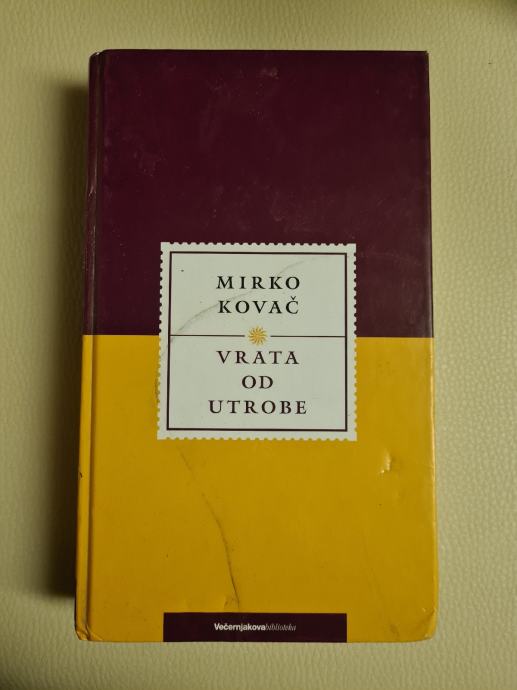 MIRKO
KOVAČ
VRATA
OD
UTROBE
Večernjakovabiblioteka